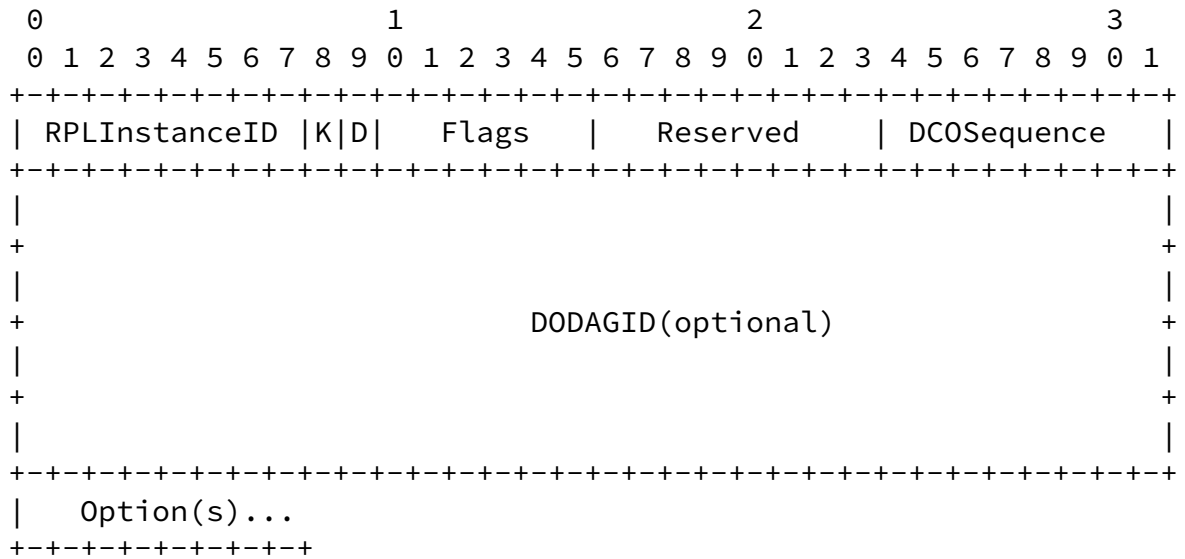 0                   1                   2                   3
 0 1 2 3 4 5 6 7 8 9 0 1 2 3 4 5 6 7 8 9 0 1 2 3 4 5 6 7 8 9 0 1
+-+-+-+-+-+-+-+-+-+-+-+-+-+-+-+-+-+-+-+-+-+-+-+-+-+-+-+-+-+-+-+-+
| RPLInstanceID |K|D|   Flags   |   Reserved    | DCOSequence   |
+-+-+-+-+-+-+-+-+-+-+-+-+-+-+-+-+-+-+-+-+-+-+-+-+-+-+-+-+-+-+-+-+
|                                                               |
+                                                               +
|                                                               |
+                            DODAGID(optional)                  +
|                                                               |
+                                                               +
|                                                               |
+-+-+-+-+-+-+-+-+-+-+-+-+-+-+-+-+-+-+-+-+-+-+-+-+-+-+-+-+-+-+-+-+
|   Option(s)...
+-+-+-+-+-+-+-+-+